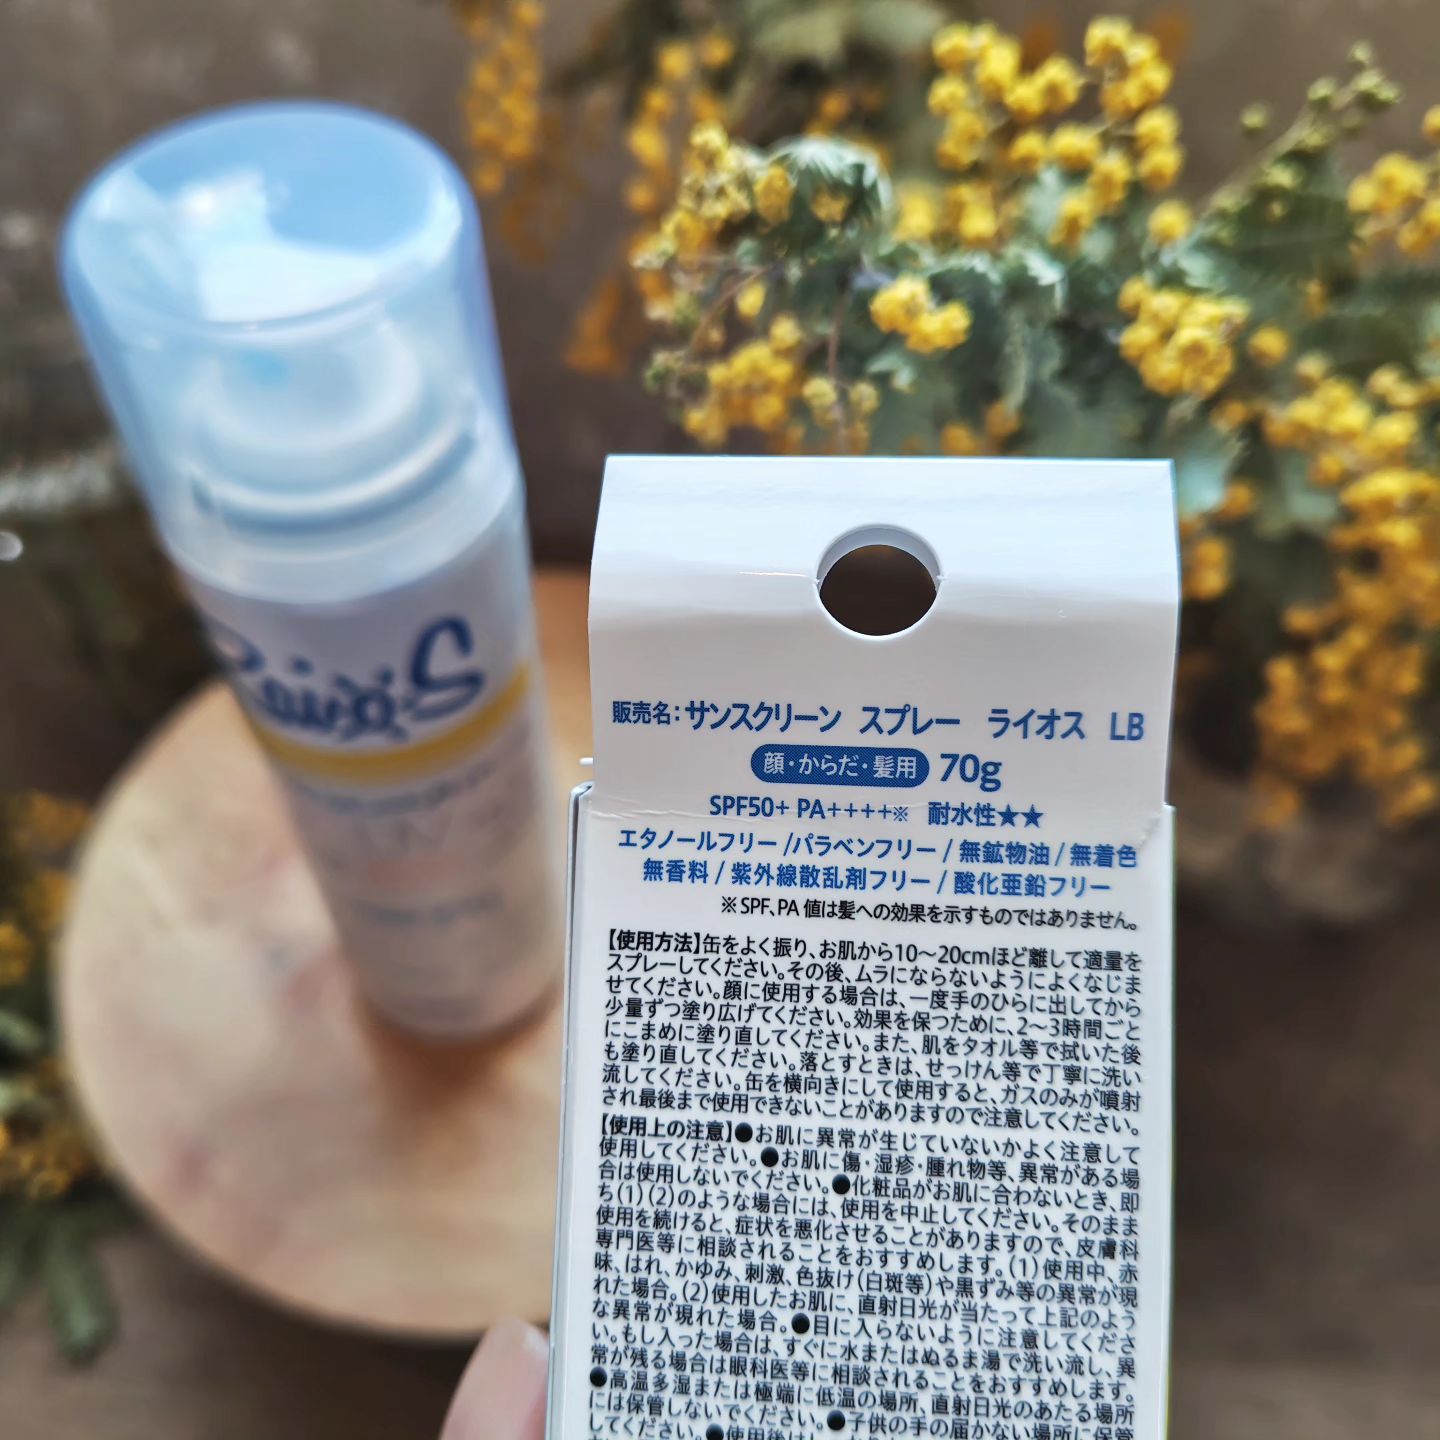 販売名：サンスクリーン スプレー ライオス LB
顔・からだ・髪用 70g
SPF50+ PA++++※ 耐水性★★
エタノールフリー/パラベンフリー/無鉱物油/無着色
無香料/紫外線散乱剤フリー/酸化亜鉛フリー
※SPF、PA値は髪への効果を示すものではありません。
【使用方法】缶をよく振り、お肌から10～20cmほど離して適量を
スプレーしてください。その後、ムラにならないようによくなじま
せてください。顔に使用する場合は、一度手のひらに出してから
少量ずつ塗り広げてください。効果を保つために、2～3時間ごと
にこまめに塗り直してください。また、肌をタオル等で拭いた後
も塗り直してください。落とすときは、せっけん等で丁寧に洗い
流してください。缶を横向きにして使用すると、ガスのみが噴射
され最後まで使用できないことがありますので注意してください。
【使用上の注意】●お肌に異常が生じていないかよく注意して
使用してください。●お肌に傷・湿疹・腫れ物等、異常がある場
合は使用しないでください。●化粧品がお肌に合わないとき、即
ち(1)(2)のような場合には、使用を中止してください。そのまま
使用を続けると、症状を悪化させることがありますので、皮膚科
専門医等に相談されることをおすすめします。(1)使用中、赤
味、はれ、かゆみ、刺激、色抜け(白斑等)や黒ずみ等の異常が現
れた場合。(2)使用したお肌に、直射日光が当たって上記のよう
な異常が現れた場合。●目に入らないように注意してくださ
い。もし入った場合は、すぐに水またはぬるま湯で洗い流し、異
常が残る場合は眼科医等に相談されることをおすすめします。
●高温多湿または極端に低温の場所、直射日光のあたる場所
には保管しないでください。●子供の手の届かない場所に保管
してください。●使用後は